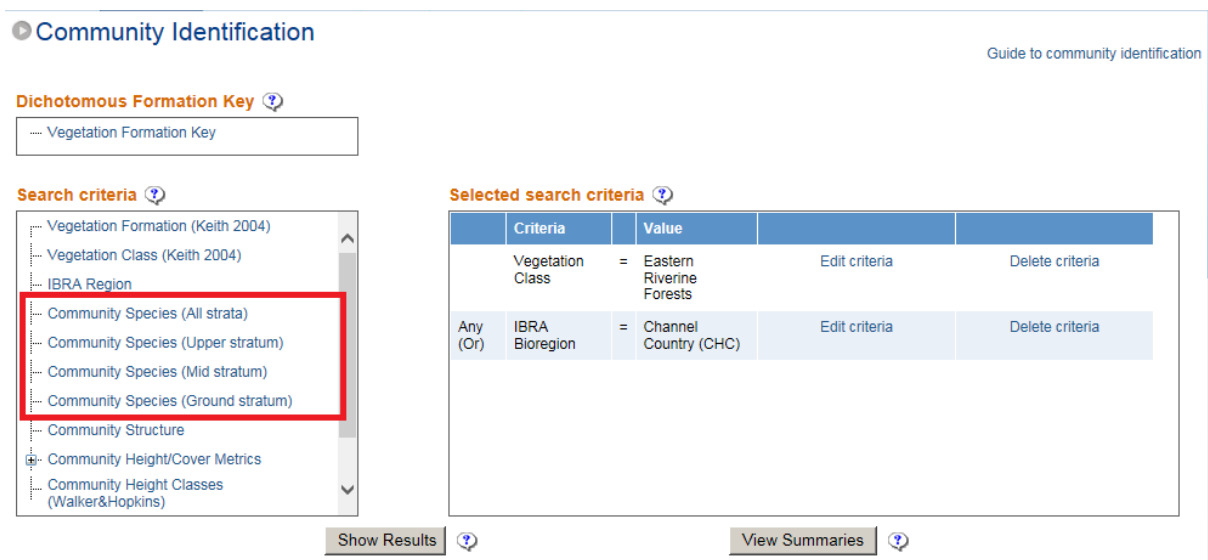 Community Identification
Guide to community identification
Dichotomous Formation Key
Vegetation Formation Key
Search criteria
Vegetation Formation (Keith 2004)
Vegetation Class (Keith 2004)
IBRA Region
Community Species (All strata)
Community Species (Upper stratum)
Community Species (Mid stratum)
Community Species (Ground stratum)
Community Structure
Community Height/Cover Metrics
Community Height Classes
(Walker&Hopkins)
Selected search criteria
Criteria Value
Vegetation = Eastern Edit criteria Delete criteria
Class Riverine
Forests
Any IBRA = Channel Edit criteria Delete criteria
(Or) Bioregion Country (CHC)
Show Results
View Summaries